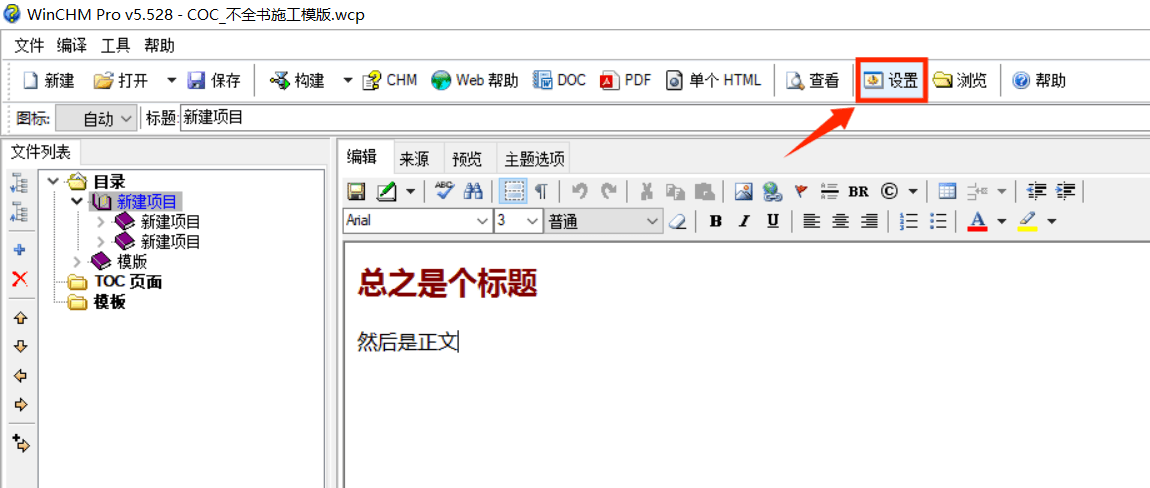 WinCHM Pro v5.528 - COC_不全书施工模版.wcp
文件 编译 工具 帮助
新建 打开 保存 构建 CHM Web 帮助 DOC PDF 单个 HTML 查看 设置 浏览 帮助
图标: 自动 标题: 新建项目
文件列表
目录
新建项目
新建项目
新建项目
模版
TOC 页面
模板
编辑 来源 预览 主题选项
ABC BR ©
Arial 3 普通 B I U A
总之是个标题
然后是正文